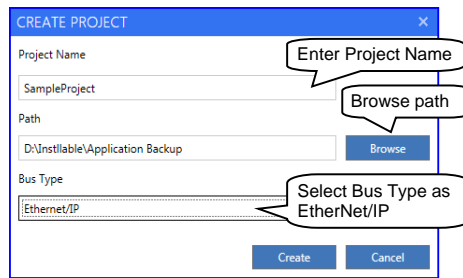 CREATE PROJECT ×
Project Name
Enter Project Name
SampleProject
Browse path
Path
D:\Instllable\Application Backup
Browse
Bus Type
Select Bus Type as
EtherNet/IP
Ethernet/IP
Create
Cancel